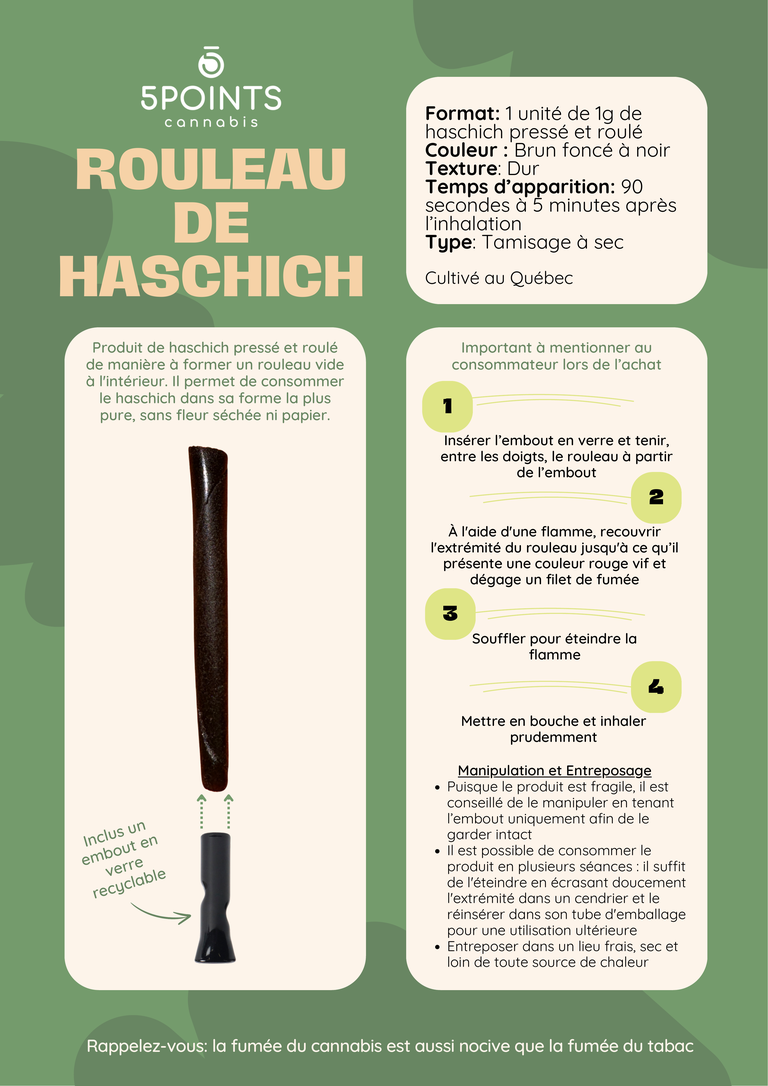 5POINTS
cannabis
ROULEAU
DE
HASCHICH
Format: 1 unité de 1g de
haschich pressé et roulé
Couleur : Brun foncé à noir
Texture: Dur
Temps d'apparition: 90
secondes à 5 minutes après
l'inhalation
Type: Tamisage à sec
Cultivé au Québec
Produit de haschich pressé et roulé
de manière à former un rouleau vide
à l'intérieur. Il permet de consommer
le haschich dans sa forme la plus
pure, sans fleur séchée ni papier.
Inclus un
embout en
verre
recyclable
Important à mentionner au
consommateur lors de l'achat
1
Insérer l'embout en verre et tenir,
entre les doigts, le rouleau à partir
de l'embout
2
À l'aide d'une flamme, recouvrir
l'extrémité du rouleau jusqu'à ce qu'il
présente une couleur rouge vif et
dégage un filet de fumée
3
Souffler pour éteindre la
flamme
4
Mettre en bouche et inhaler
prudemment
Manipulation et Entreposage
• Puisque le produit est fragile, il est
conseillé de le manipuler en tenant
l'embout uniquement afin de le
garder intact
• Il est possible de consommer le
produit en plusieurs séances : il suffit
de l'éteindre en écrasant doucement
l'extrémité dans un cendrier et le
réinsérer dans son tube d'emballage
pour une utilisation ultérieure
• Entreposer dans un lieu frais, sec et
loin de toute source de chaleur
Rappelez-vous: la fumée du cannabis est aussi nocive que la fumée du tabac